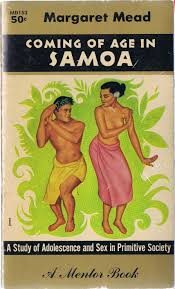 MD153
50¢
Margaret Mead
COMING OF AGE IN
SAMOA
A Study of Adolescence and Sex in Primitive Society
A Mentor Book